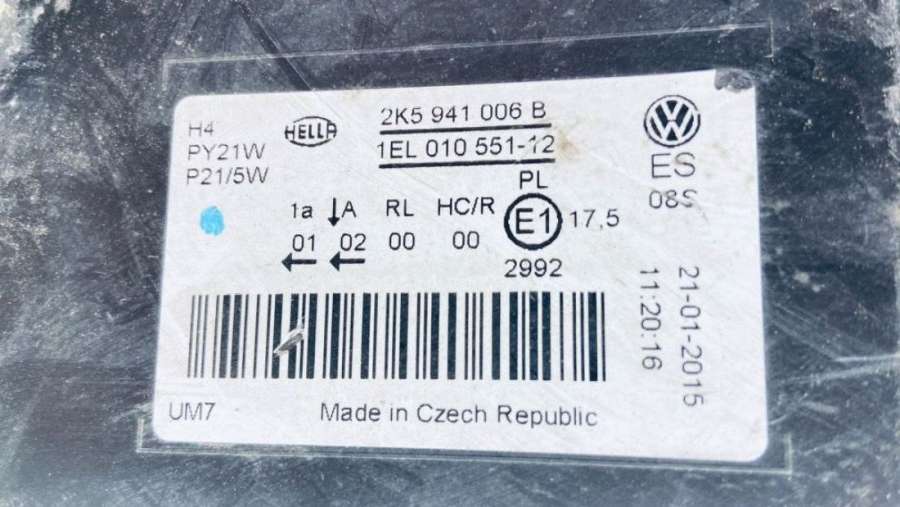 H4
PY21W
P21/5W
HELLA
2K5 941 006 B
1EL 010 551-12
PL
1a ↓A RL HC/R
01 02 00 00
← ←
E1 17,5
2992
VW
ES
08S
21-01-2015
11:20:16
UM7
Made in Czech Republic